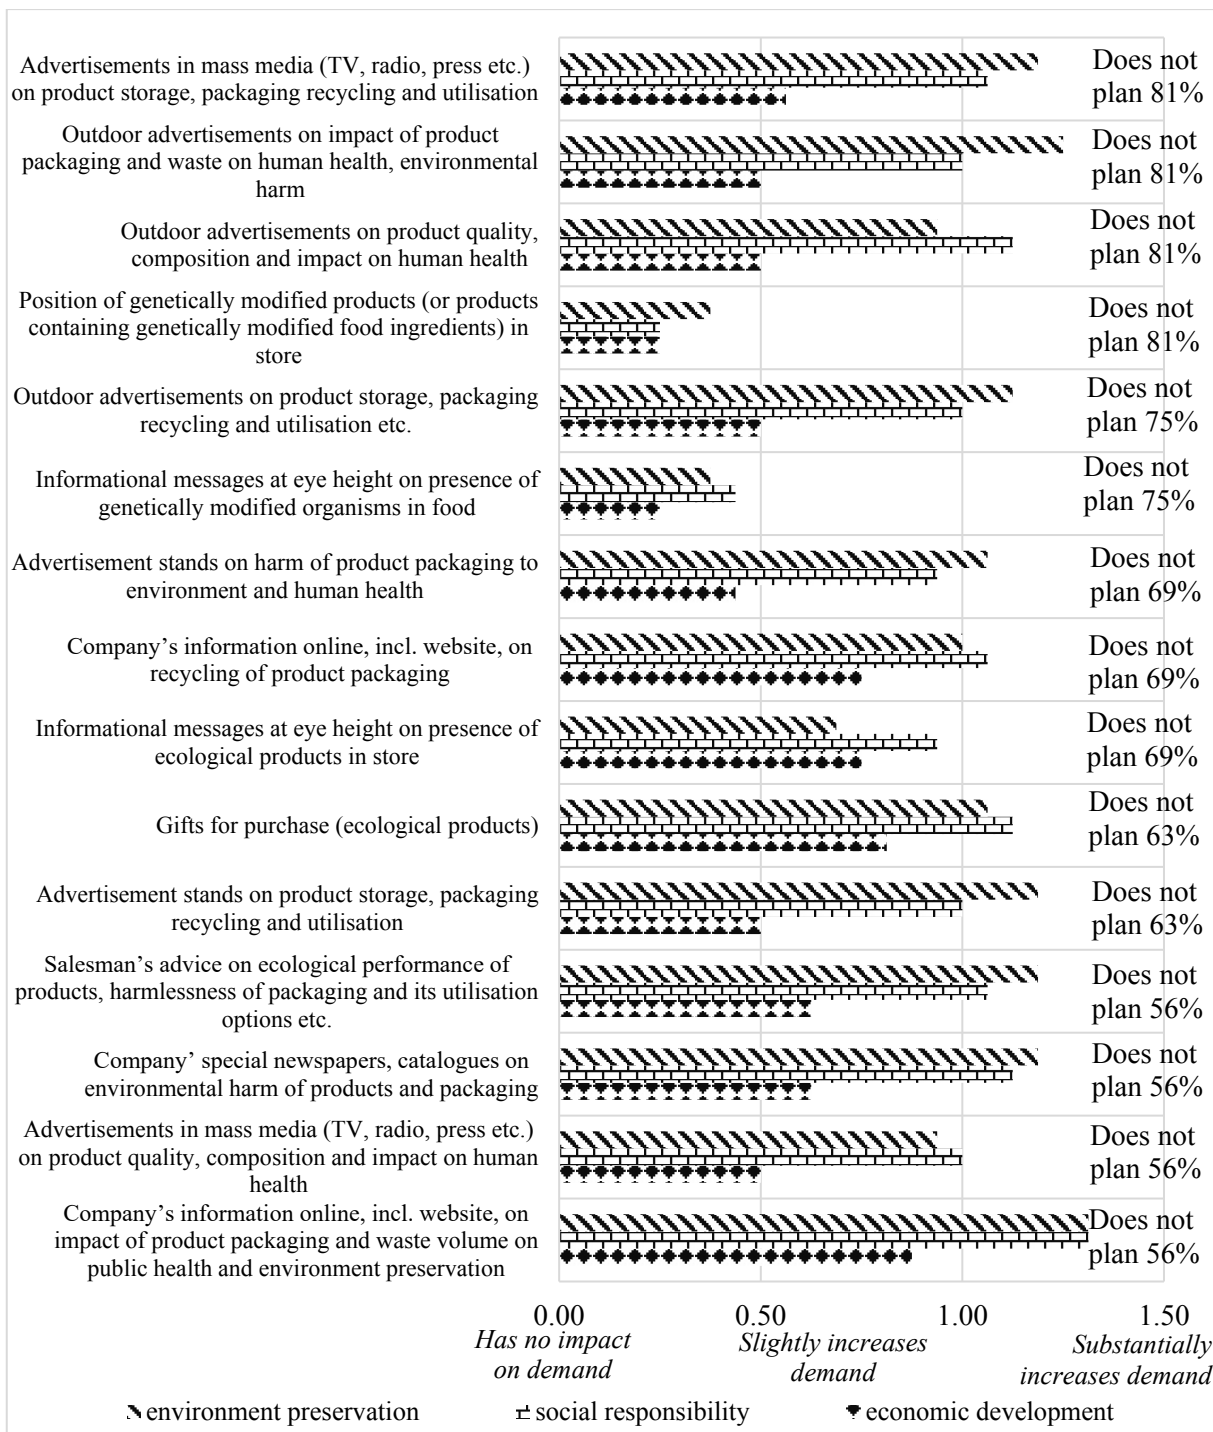 Advertisements in mass media (TV, radio, press etc.)
on product storage, packaging recycling and utilisation
Does not
plan 81%
Outdoor advertisements on impact of product
packaging and waste on human health, environmental
harm
Does not
plan 81%
Outdoor advertisements on product quality,
composition and impact on human health
Does not
plan 81%
Position of genetically modified products (or products
containing genetically modified food ingredients) in
store
Does not
plan 81%
Outdoor advertisements on product storage, packaging
recycling and utilisation etc.
Does not
plan 75%
Informational messages at eye height on presence of
genetically modified organisms in food
Does not
plan 75%
Advertisement stands on harm of product packaging to
environment and human health
Does not
plan 69%
Company’s information online, incl. website, on
recycling of product packaging
Does not
plan 69%
Informational messages at eye height on presence of
ecological products in store
Does not
plan 69%
Gifts for purchase (ecological products)
Does not
plan 63%
Advertisement stands on product storage, packaging
recycling and utilisation
Does not
plan 63%
Salesman’s advice on ecological performance of
products, harmlessness of packaging and its utilisation
options etc.
Does not
plan 56%
Company’ special newspapers, catalogues on
environmental harm of products and packaging
Does not
plan 56%
Advertisements in mass media (TV, radio, press etc.)
on product quality, composition and impact on human
health
Does not
plan 56%
Company’s information online, incl. website, on
impact of product packaging and waste volume on
public health and environment preservation
Does not
plan 56%
0.00 0.50 1.00 1.50
Has no impact
on demand
Slightly increases
demand
Substantially
increases demand
environment preservation social responsibility economic development